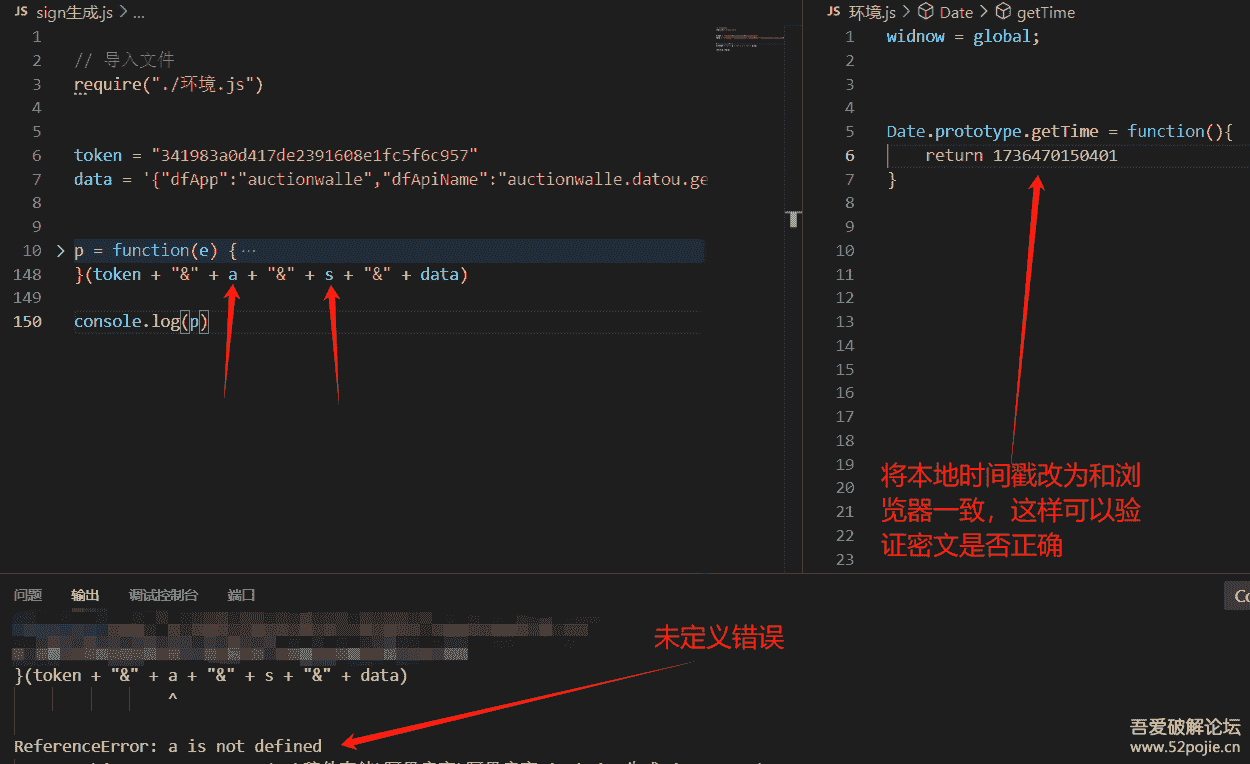 JS sign生成.js > ...
1
2 // 导入文件
3 require("./环境.js")
4
5
6 token = "341983a0d417de2391608e1fc5f6c957"
7 data = '{"dfApp":"auctionwalle","dfApiName":"auctionwalle.datou.ge
8
9
10 > p = function(e) { ...
148 }(token + "&" + a + "&" + s + "&" + data)
149
150 console.log(p)
JS 环境.js > Date > getTime
1 widnow = global;
2
3
4
5 Date.prototype.getTime = function(){
6 return 1736470150401
7 }
8
9
10
11
12
13
14
15
16
17
18
19
20
21
22
23
将本地时间戳改为和浏
览器一致，这样可以验
证密文是否正确
问题 输出 调试控制台 端口
Co
未定义错误
}(token + "&" + a + "&" + s + "&" + data)
^
ReferenceError: a is not defined
吾爱破解论坛
www.52pojie.cn